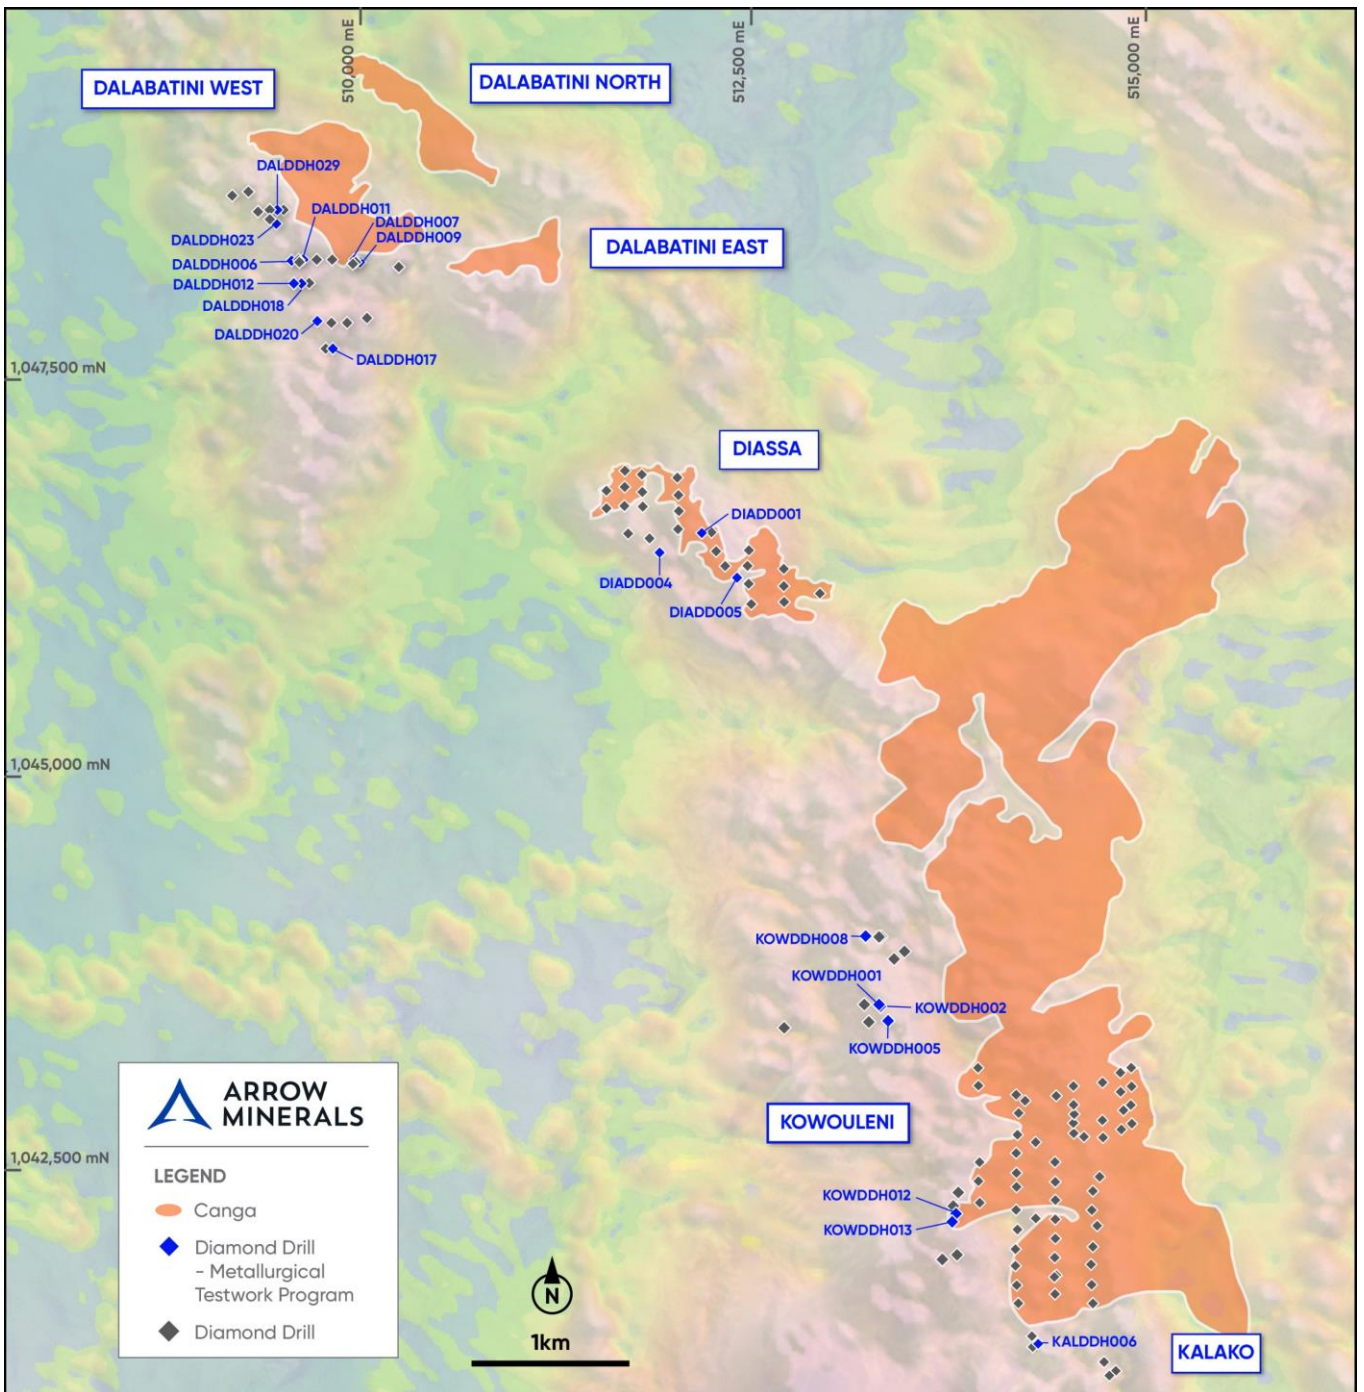 510,000 mE
512,500 mE
515,000 mE
DALABATINI WEST
DALABATINI NORTH
DALDDH029
DALDDH011
DALDDH007
DALDDH009
DALDDH023
DALABATINI EAST
DALDDH006
DALDDH012
DALDDH018
DALDDH020
DALDDH017
1,047,500 mN
DIASSA
DIADD001
DIADD004
DIADD005
1,045,000 mN
KOWDDH008
KOWDDH001
KOWDDH002
KOWDDH005
KOWOULENI
1,042,500 mN
KOWDDH012
KOWDDH013
KALDDH006
KALAKO
ARROW
MINERALS
LEGEND
Canga
Diamond Drill
- Metallurgical
Testwork Program
Diamond Drill
N
1km